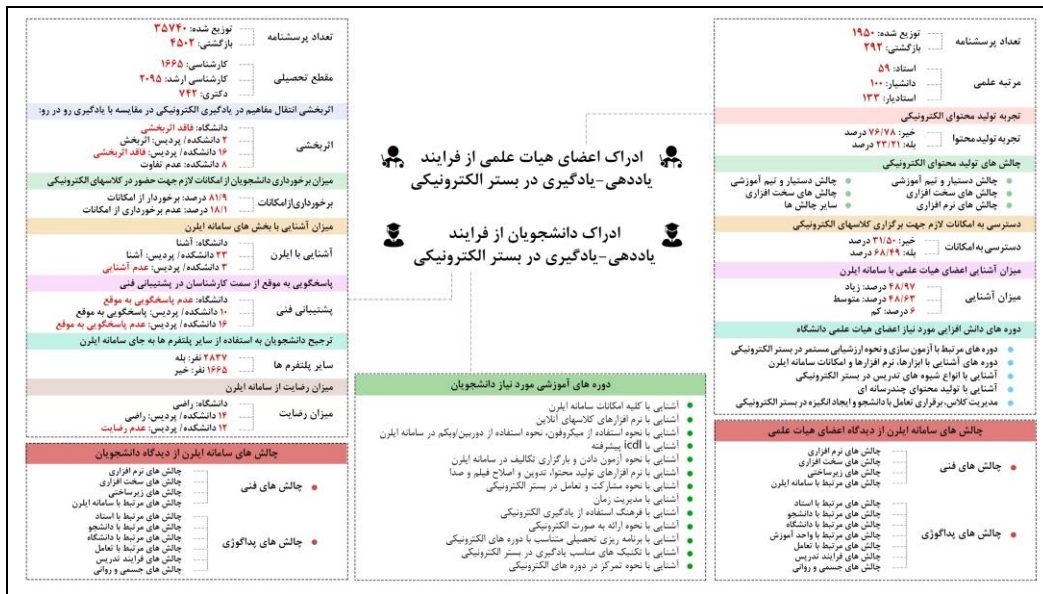 ادراک اعضای هیات علمی از فرایند
یاددهی-یادگیری در بستر الکترونیکی
ادراک دانشجویان از فرایند
یاددهی-یادگیری در بستر الکترونیکی
تعداد پرسشنامه
توزیع شده: ۱۹۵۰
بازگشتی: ۲۹۲
مرتبه علمی
استاد: ۵۹
دانشیار: ۱۰۰
استادیار: ۱۳۳
تجربه تولید محتوای الکترونیکی
تجربه تولید محتوا
خیر: ۷۶/۷۸ درصد
بله: ۲۳/۲۱ درصد
چالش های تولید محتوای الکترونیکی
چالش دستیار و تیم آموزشی
چالش های سخت افزاری
چالش های نرم افزاری
چالش دستیار و تیم آموزشی
چالش های سخت افزاری
سایر چالش ها
دسترسی به امکانات لازم جهت برگزاری کلاسهای الکترونیکی
دسترسی به امکانات
خیر: ۳۱/۵۰ درصد
بله: ۶۸/۴۹ درصد
میزان آشنایی اعضای هیات علمی با سامانه ایلرن
میزان آشنایی
۴۸/۹۷ درصد: زیاد
۴۸/۶۳ درصد: متوسط
۶ درصد: کم
دوره های دانش افزایی مورد نیاز اعضای هیات علمی دانشگاه
دوره های مرتبط با آزمون سازی و نحوه ارزشیابی مستمر در بستر الکترونیکی
دوره های آشنایی با ابزارها، نرم افزارها و امکانات سامانه ایلرن
آشنایی با انواع شیوه های تدریس در بستر الکترونیکی
آشنایی با تولید محتوای چندرسانه ای
مدیریت کلاس، برقراری تعامل با دانشجو و ایجاد انگیزه در بستر الکترونیکی
چالش های سامانه ایلرن از دیدگاه اعضای هیات علمی
چالش های فنی
چالش های نرم افزاری
چالش های سخت افزاری
چالش های زیرساختی
چالش های مرتبط با سامانه ایلرن
چالش های پداگوژی
چالش های مرتبط با استاد
چالش های مرتبط با دانشجو
چالش های مرتبط با دانشگاه
چالش های مرتبط با واحد آموزش
چالش های مرتبط با تعامل
چالش های فرایند تدریس
چالش های جسمی و روانی
دوره های آموزشی مورد نیاز دانشجویان
آشنایی با کلیه امکانات سامانه ایلرن
آشنایی با نرم افزارهای کلاسهای آنلاین
آشنایی با نحوه استفاده از میکروفون، نحوه استفاده از دوربین/وبکم در سامانه ایلرن
آشنایی با icdl پیشرفته
آشنایی با نحوه آزمون دادن و بارگزاری تکالیف در سامانه ایلرن
آشنایی با نرم افزارهای تولید محتوا، تدوین و اصلاح فیلم و صدا
آشنایی با نحوه مشارکت و تعامل در بستر الکترونیکی
آشنایی با مدیریت زمان
آشنایی با فرهنگ استفاده از یادگیری الکترونیکی
آشنایی با نحوه ارائه به صورت الکترونیکی
آشنایی با برنامه ریزی تحصیلی متناسب با دوره های الکترونیکی
آشنایی با تکنیک های مناسب یادگیری در بستر الکترونیکی
آشنایی با نحوه تمرکز در دوره های الکترونیکی
تعداد پرسشنامه
توزیع شده: ۳۵۷۴۰
بازگشتی: ۴۵۰۲
مقطع تحصیلی
کارشناسی: ۱۶۶۵
کارشناسی ارشد: ۲۰۹۵
دکتری: ۷۴۲
اثربخشی انتقال مفاهیم در یادگیری الکترونیکی در مقایسه با یادگیری رو در رو:
اثربخشی
دانشگاه: فاقد اثربخشی
۲ دانشکده/ پردیس: اثربخش
۱۶ دانشکده/ پردیس: فاقد اثربخشی
۸ دانشکده: عدم تفاوت
میزان برخورداری دانشجویان از امکانات لازم جهت حضور در کلاسهای الکترونیکی
برخورداری از امکانات
۸۱/۹ درصد: برخوردار از امکانات
۱۸/۱ درصد: عدم برخورداری از امکانات
میزان آشنایی با بخش های سامانه ایلرن
آشنایی با ایلرن
دانشگاه: آشنا
۲۳ دانشکده/ پردیس: آشنا
۳ دانشکده/ پردیس: عدم آشنایی
پاسخگویی به موقع از سمت کارشناسان در پشتیبانی فنی
پشتیبانی فنی
دانشگاه: عدم پاسخگویی به موقع
۱۰ دانشکده/ پردیس: پاسخگویی به موقع
۱۶ دانشکده/ پردیس: عدم پاسخگویی به موقع
ترجیح دانشجویان به استفاده از سایر پلتفرم ها به جای سامانه ایلرن
سایر پلتفرم ها
۲۸۳۷ نفر: بله
۱۶۶۵ نفر: خیر
میزان رضایت از سامانه ایلرن
میزان رضایت
دانشگاه: راضی
۱۴ دانشکده/ پردیس: راضی
۱۲ دانشکده/ پردیس: عدم رضایت
چالش های سامانه ایلرن از دیدگاه دانشجویان
چالش های فنی
چالش های نرم افزاری
چالش های سخت افزاری
چالش های زیرساختی
چالش های مرتبط با سامانه ایلرن
چالش های پداگوژی
چالش های مرتبط با استاد
چالش های مرتبط با دانشجو
چالش های مرتبط با دانشگاه
چالش های مرتبط با تعامل
چالش های فرایند تدریس
چالش های جسمی و روانی